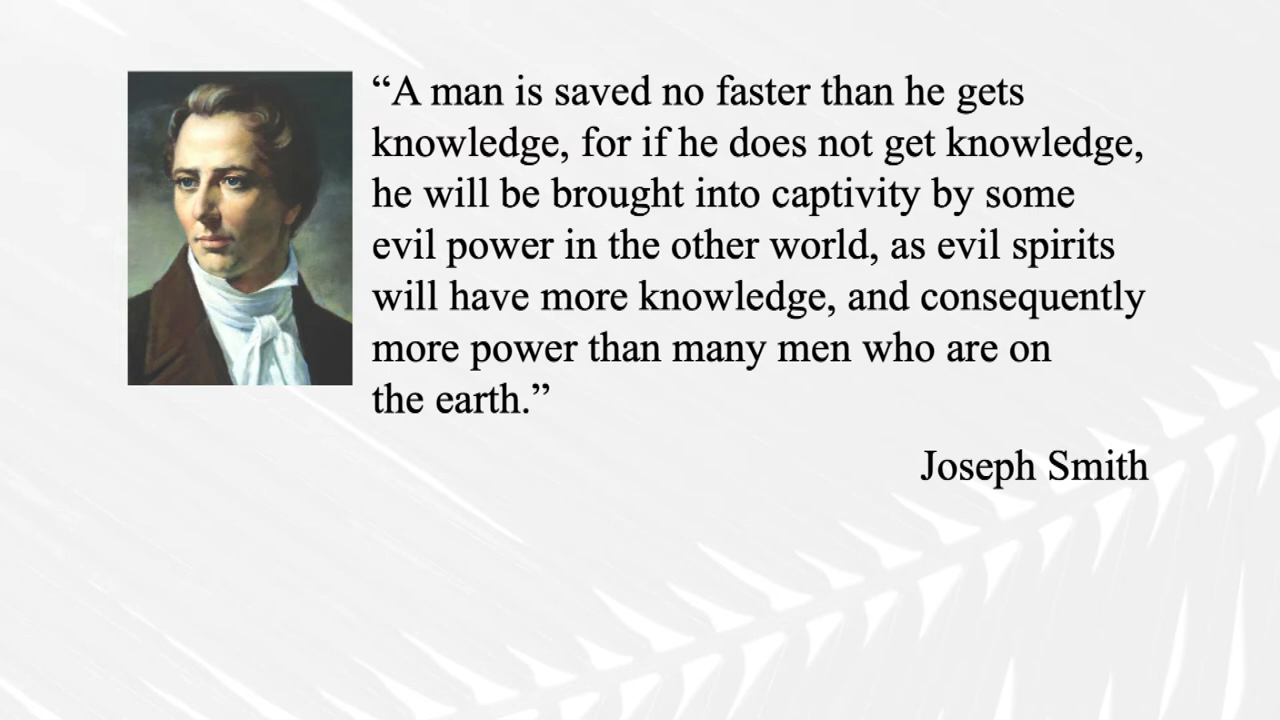 “A man is saved no faster than he gets
knowledge, for if he does not get knowledge,
he will be brought into captivity by some
evil power in the other world, as evil spirits
will have more knowledge, and consequently
more power than many men who are on
the earth.”
Joseph Smith